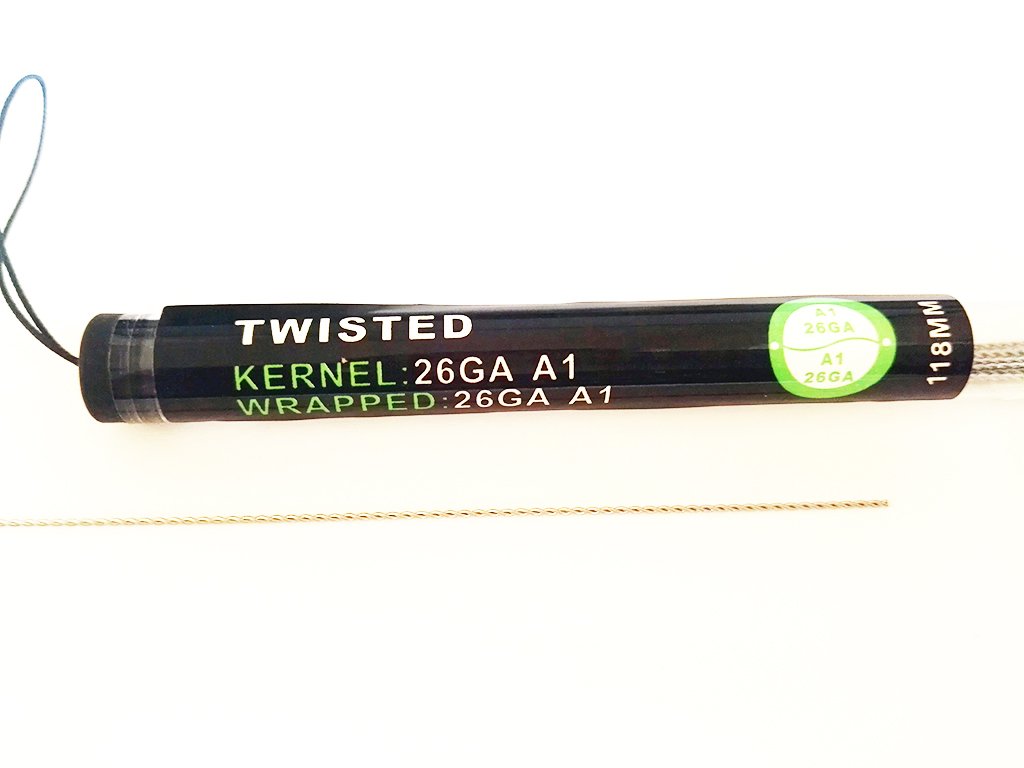 TWISTED
KERNEL:26GA A1
WRAPPED:26GA A1
A1
26GA
A1
26GA
118MM